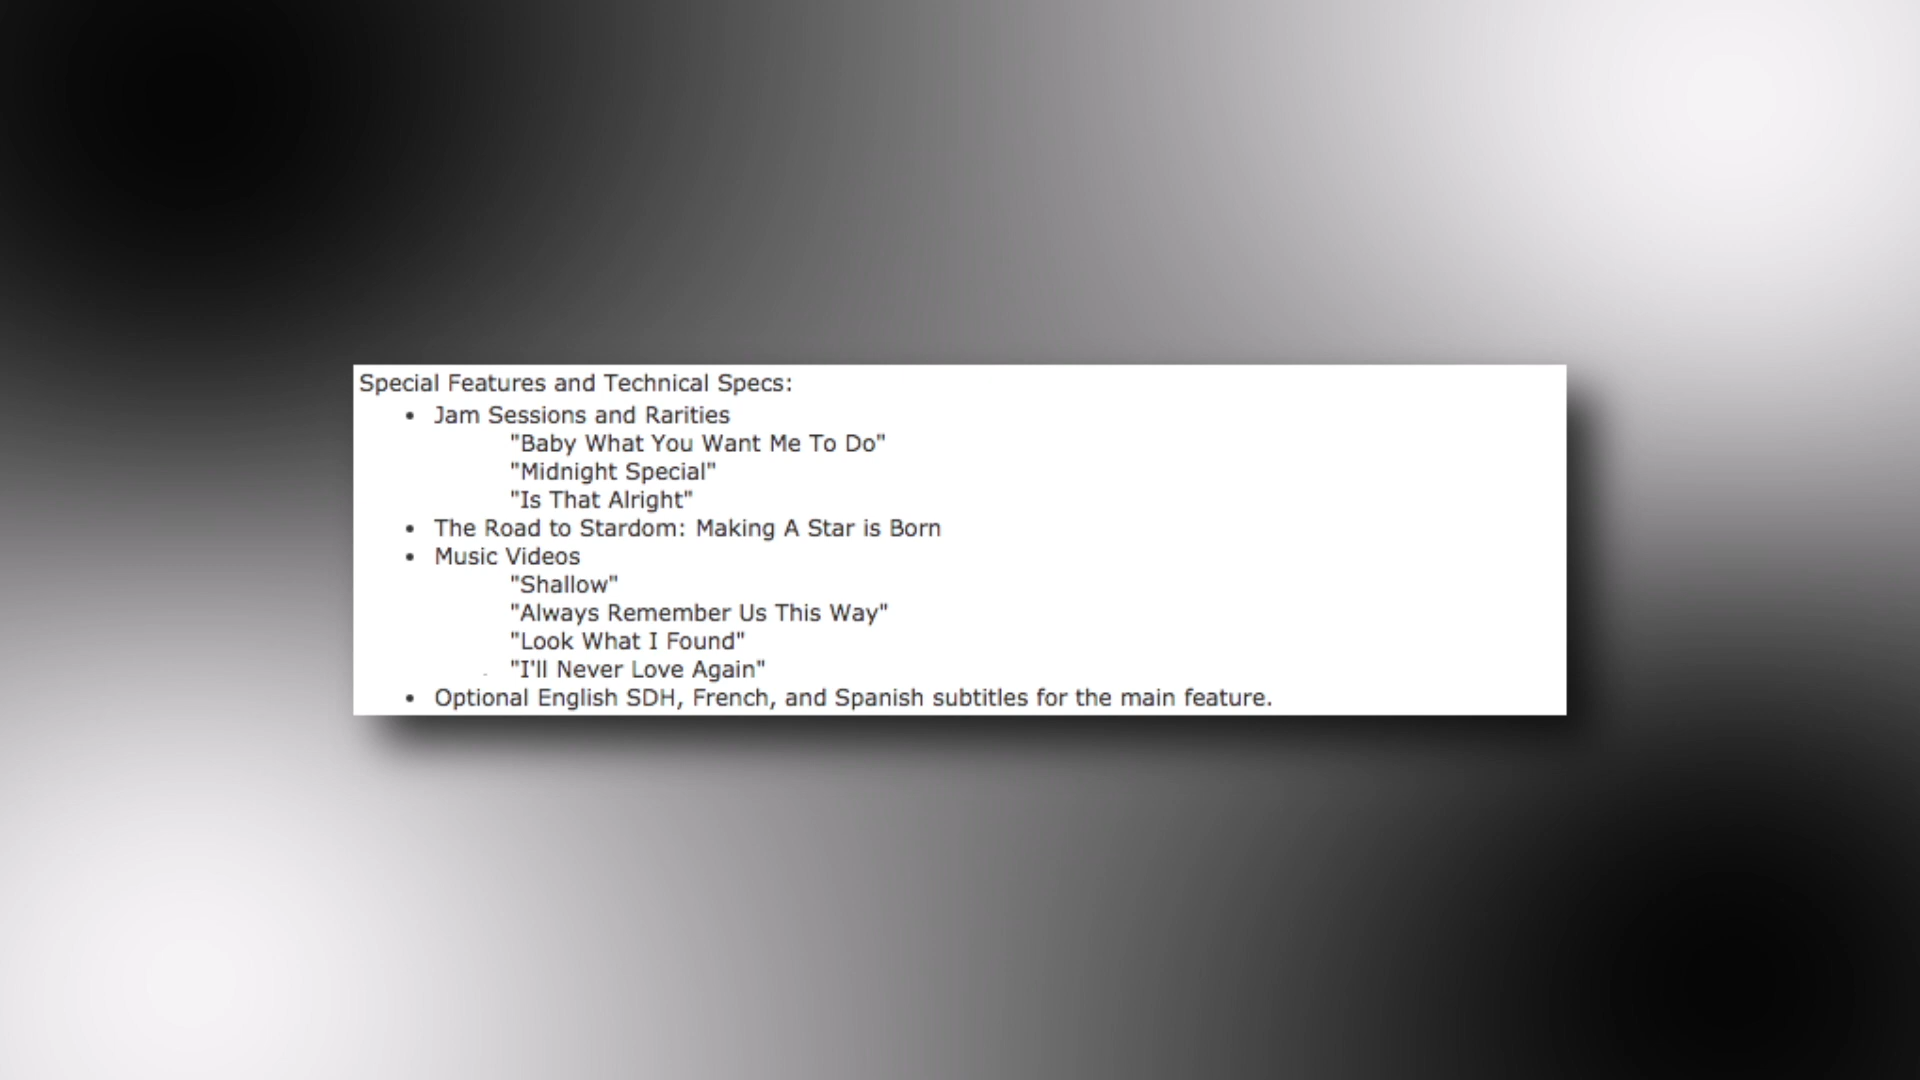 Special Features and Technical Specs:
• Jam Sessions and Rarities
"Baby What You Want Me To Do"
"Midnight Special"
"Is That Alright"
• The Road to Stardom: Making A Star is Born
• Music Videos
"Shallow"
"Always Remember Us This Way"
"Look What I Found"
"I'll Never Love Again"
• Optional English SDH, French, and Spanish subtitles for the main feature.